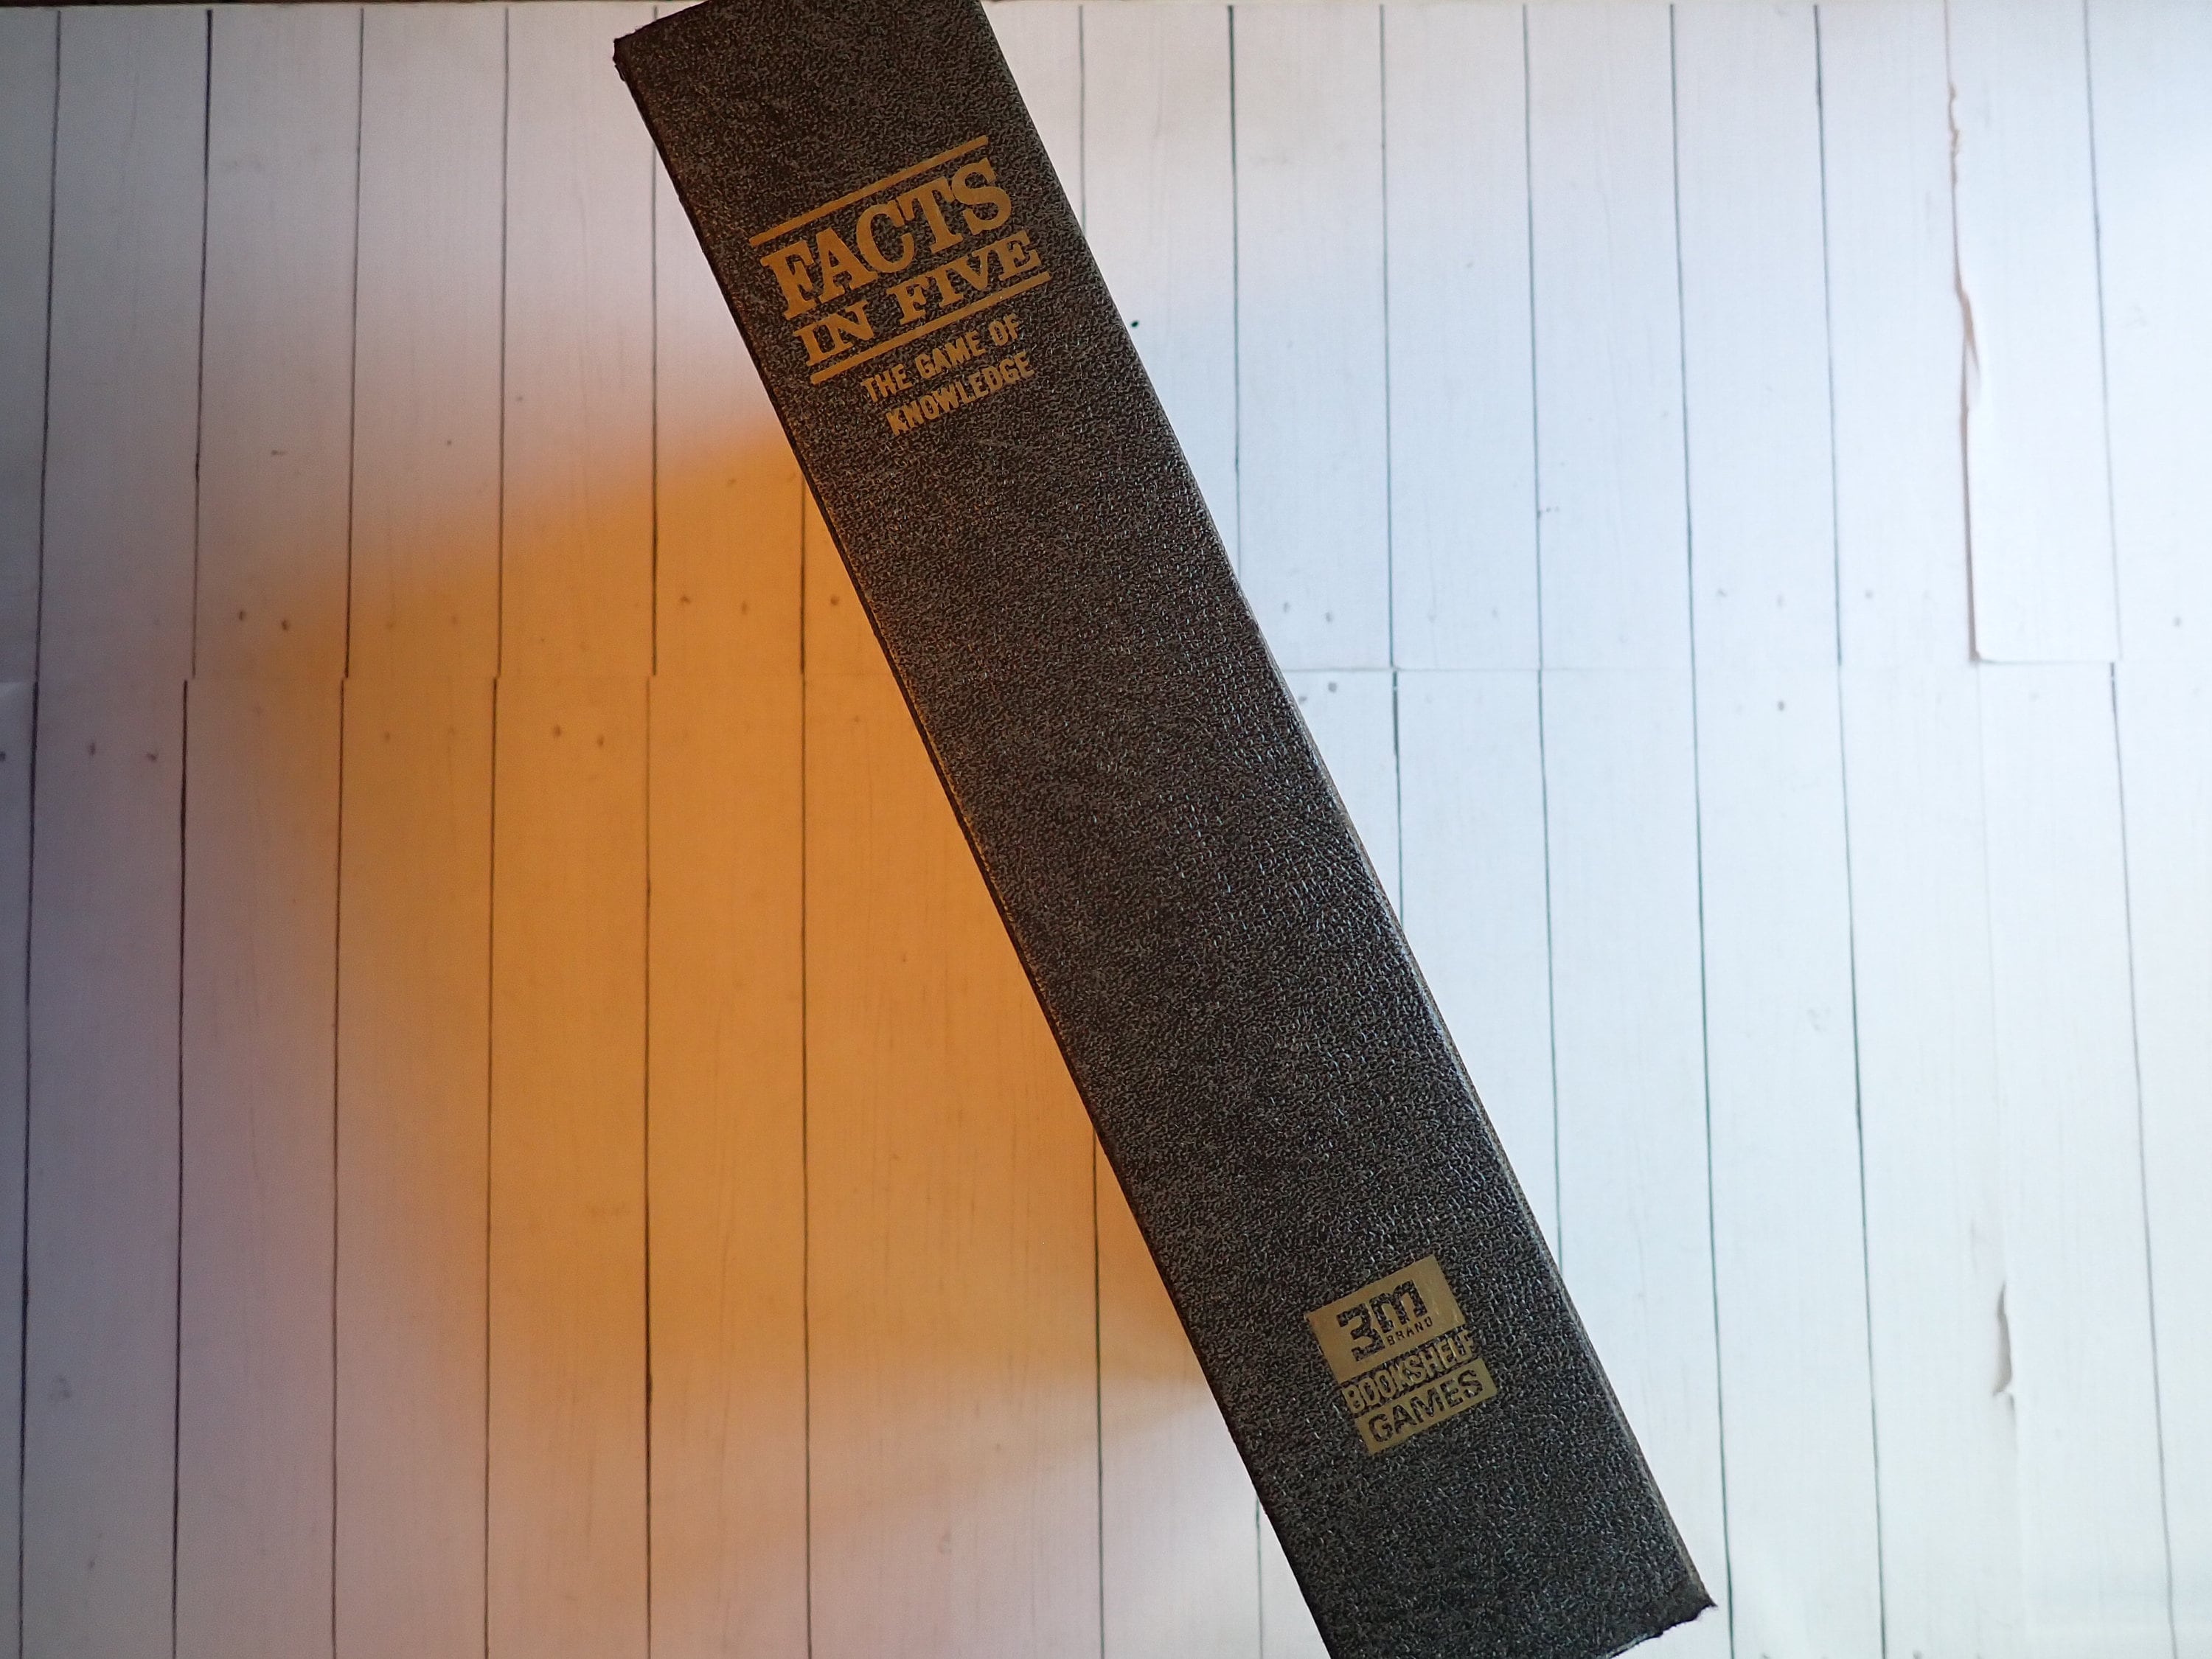 FACTS
IN FIVE
THE GAME OF
KNOWLEDGE
3m
BRAND
BOOKSHELF
GAMES